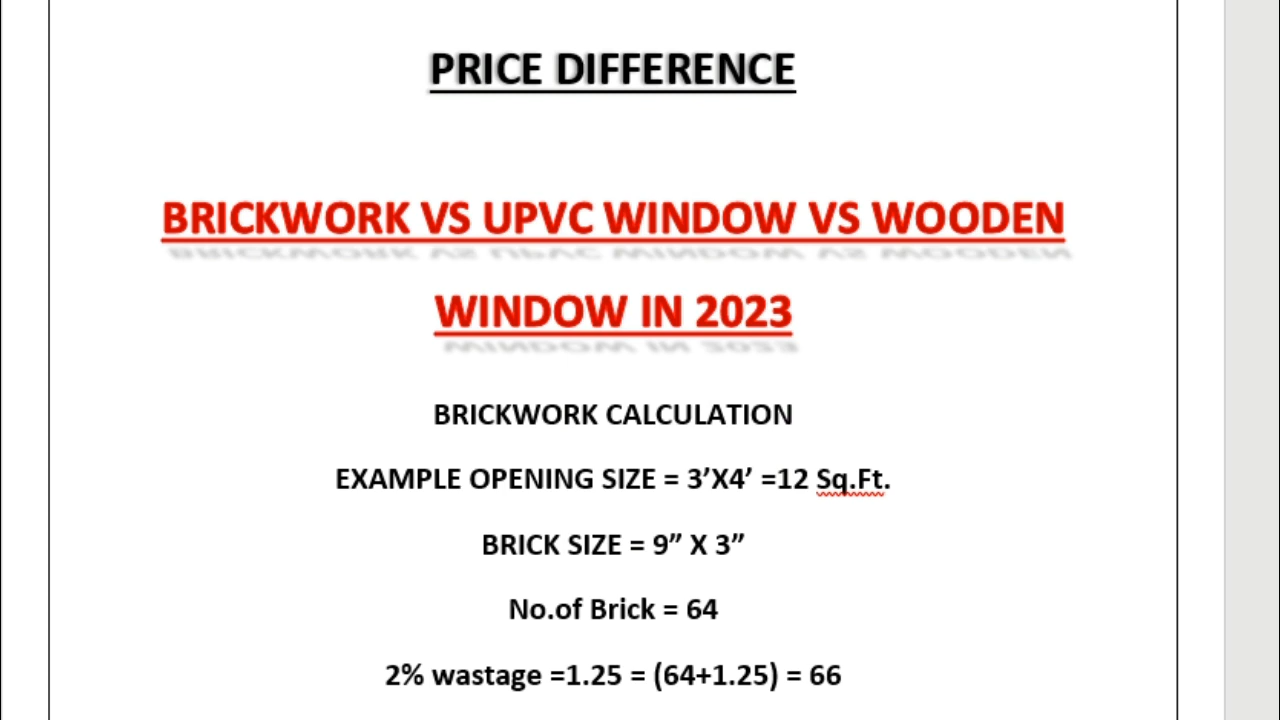 PRICE DIFFERENCE
BRICKWORK VS UPVC WINDOW VS WOODEN
WINDOW IN 2023
BRICKWORK CALCULATION
EXAMPLE OPENING SIZE = 3’X4’ =12 Sq.Ft.
BRICK SIZE = 9” X 3”
No.of Brick = 64
2% wastage =1.25 = (64+1.25) = 66